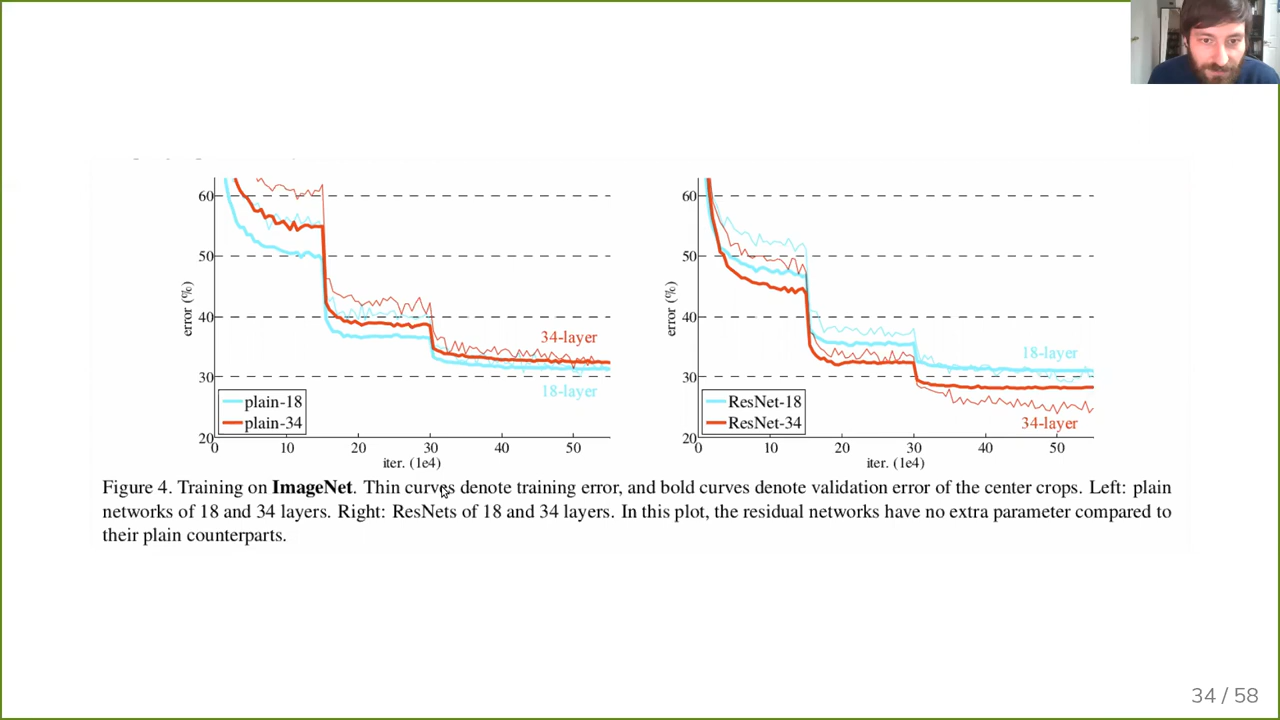 60
50
40
30
20
0
10
20
30
40
50
error (%)
iter. (1e4)
34-layer
18-layer
plain-18
plain-34
60
50
40
30
20
0
10
20
30
40
50
error (%)
iter. (1e4)
18-layer
34-layer
ResNet-18
ResNet-34
Figure 4. Training on ImageNet. Thin curves denote training error, and bold curves denote validation error of the center crops. Left: plain
networks of 18 and 34 layers. Right: ResNets of 18 and 34 layers. In this plot, the residual networks have no extra parameter compared to
their plain counterparts.
34 / 58